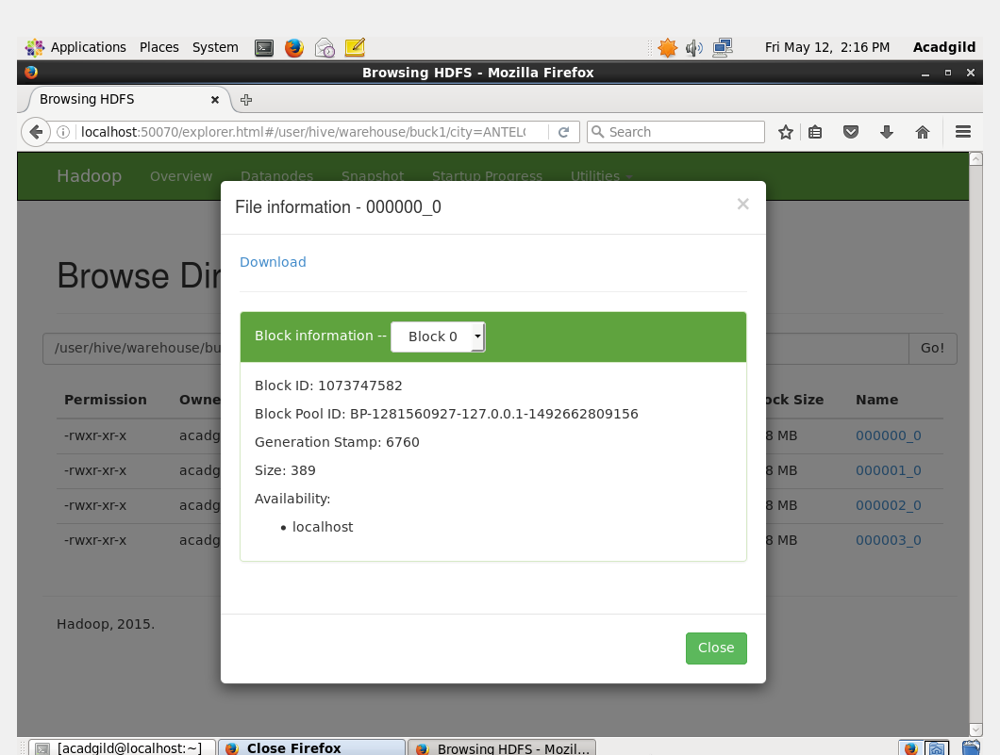 Applications Places System Fri May 12, 2:16 PM Acadgild
Browsing HDFS - Mozilla Firefox
Browsing HDFS
localhost:50070/explorer.html#/user/hive/warehouse/buck1/city=ANTEL
Search
Hadoop Overview Datanodes Snapshot Startup Progress Utilities
File information - 000000_0
×
Download
Browse Dir
Block information -- Block 0
/user/hive/warehouse/bu
Go!
Block ID: 1073747582
Permission Owne ock Size Name
Block Pool ID: BP-1281560927-127.0.0.1-1492662809156
-rwxr-xr-x acadg 8 MB 000000_0
Generation Stamp: 6760
Size: 389
-rwxr-xr-x acadg 8 MB 000001_0
Availability:
-rwxr-xr-x acadg 8 MB 000002_0
• localhost
-rwxr-xr-x acadg 8 MB 000003_0
Hadoop, 2015.
Close
[acadgild@localhost:~] Close Firefox Browsing HDFS - Mozil...